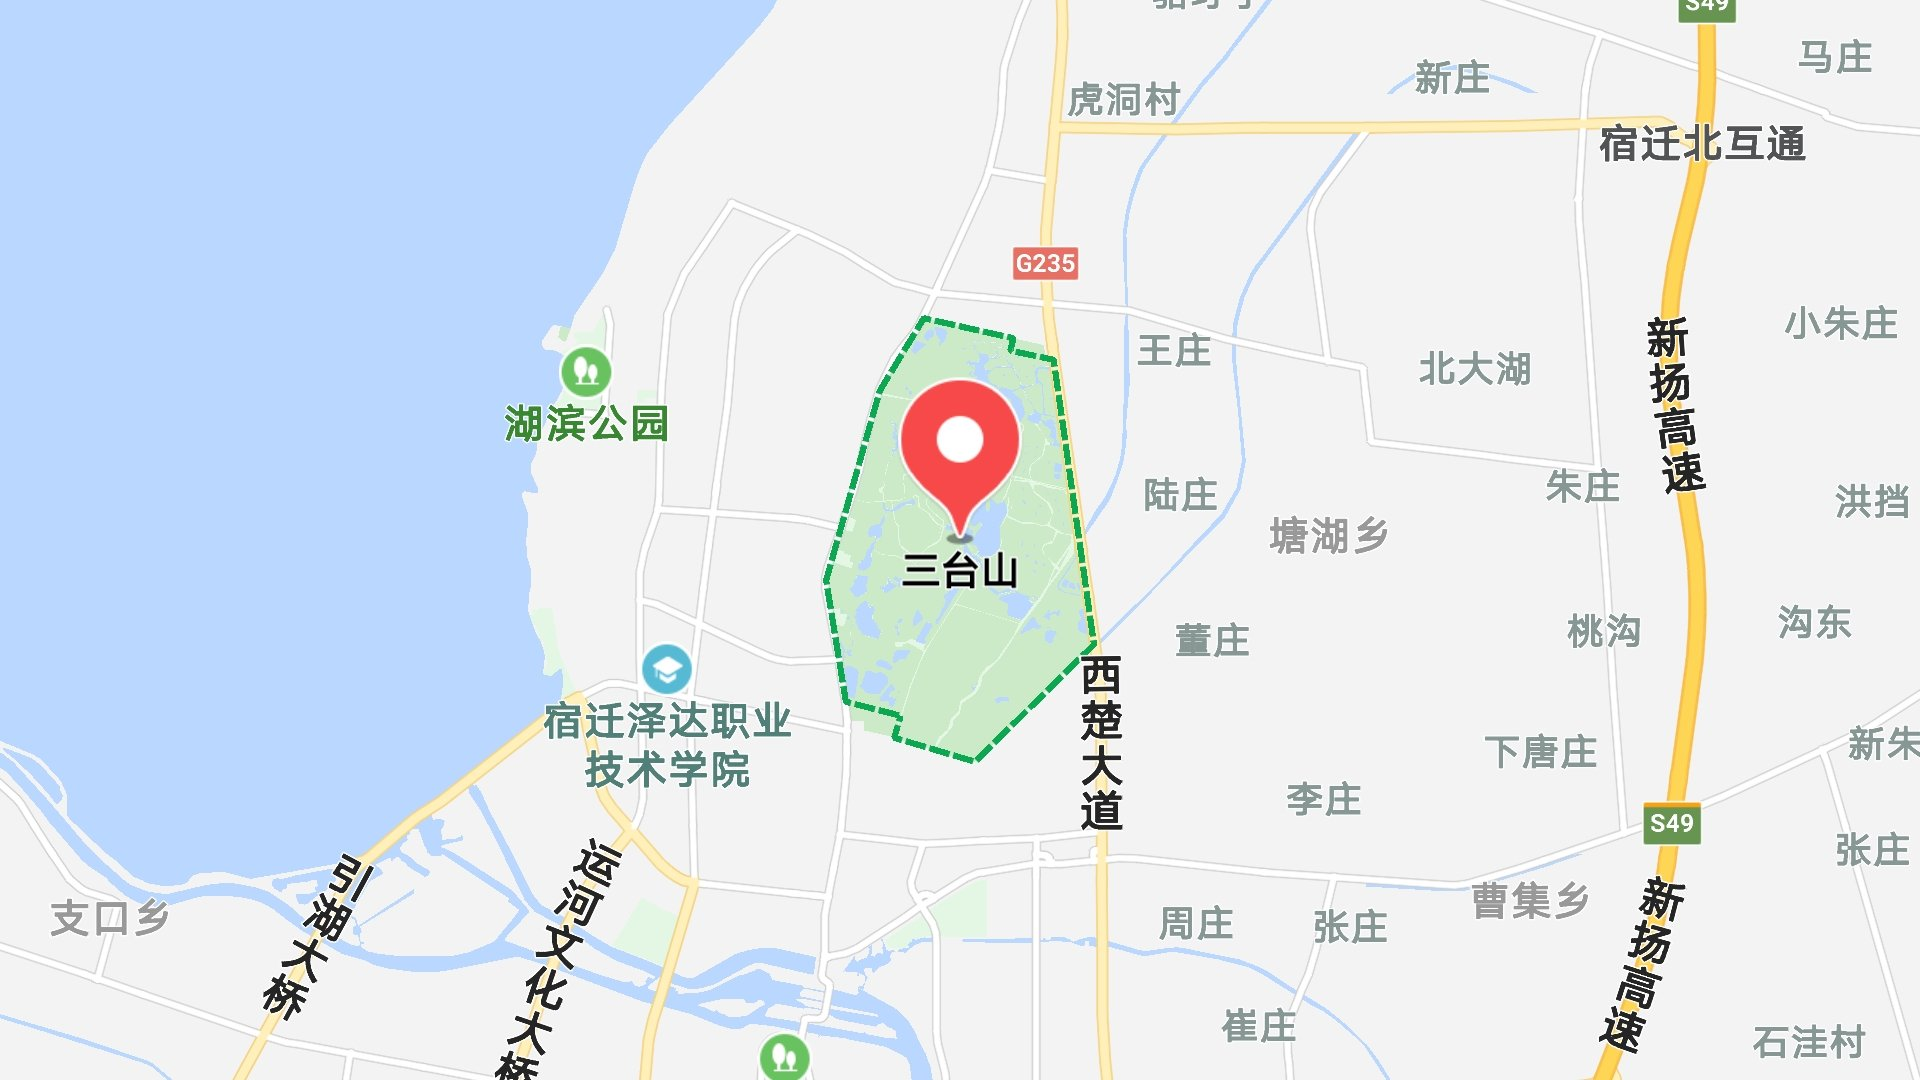 S49
马庄
新庄
虎洞村
宿迁北互通
G235
小朱庄
王庄
北大湖
新扬高速
湖滨公园
朱庄
陆庄
洪挡
塘湖乡
三台山
沟东
桃沟
董庄
西楚大道
宿迁泽达职业
技术学院
新朱
下唐庄
李庄
S49
张庄
引湖大桥
运河文化大桥
支口乡
曹集乡
新扬高速
周庄
张庄
崔庄
石洼村